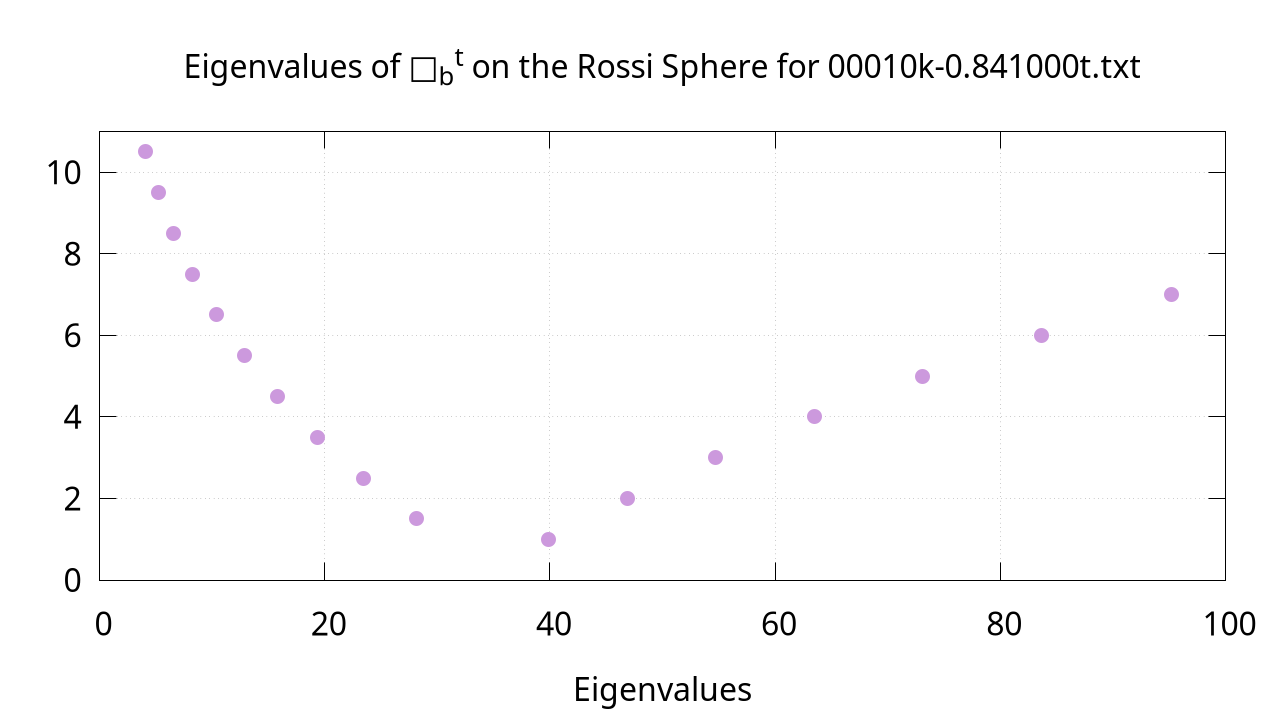 Eigenvalues of □_b^t on the Rossi Sphere for 00010k-0.841000t.txt
10
8
6
4
2
0
0 20 40 60 80 100
Eigenvalues